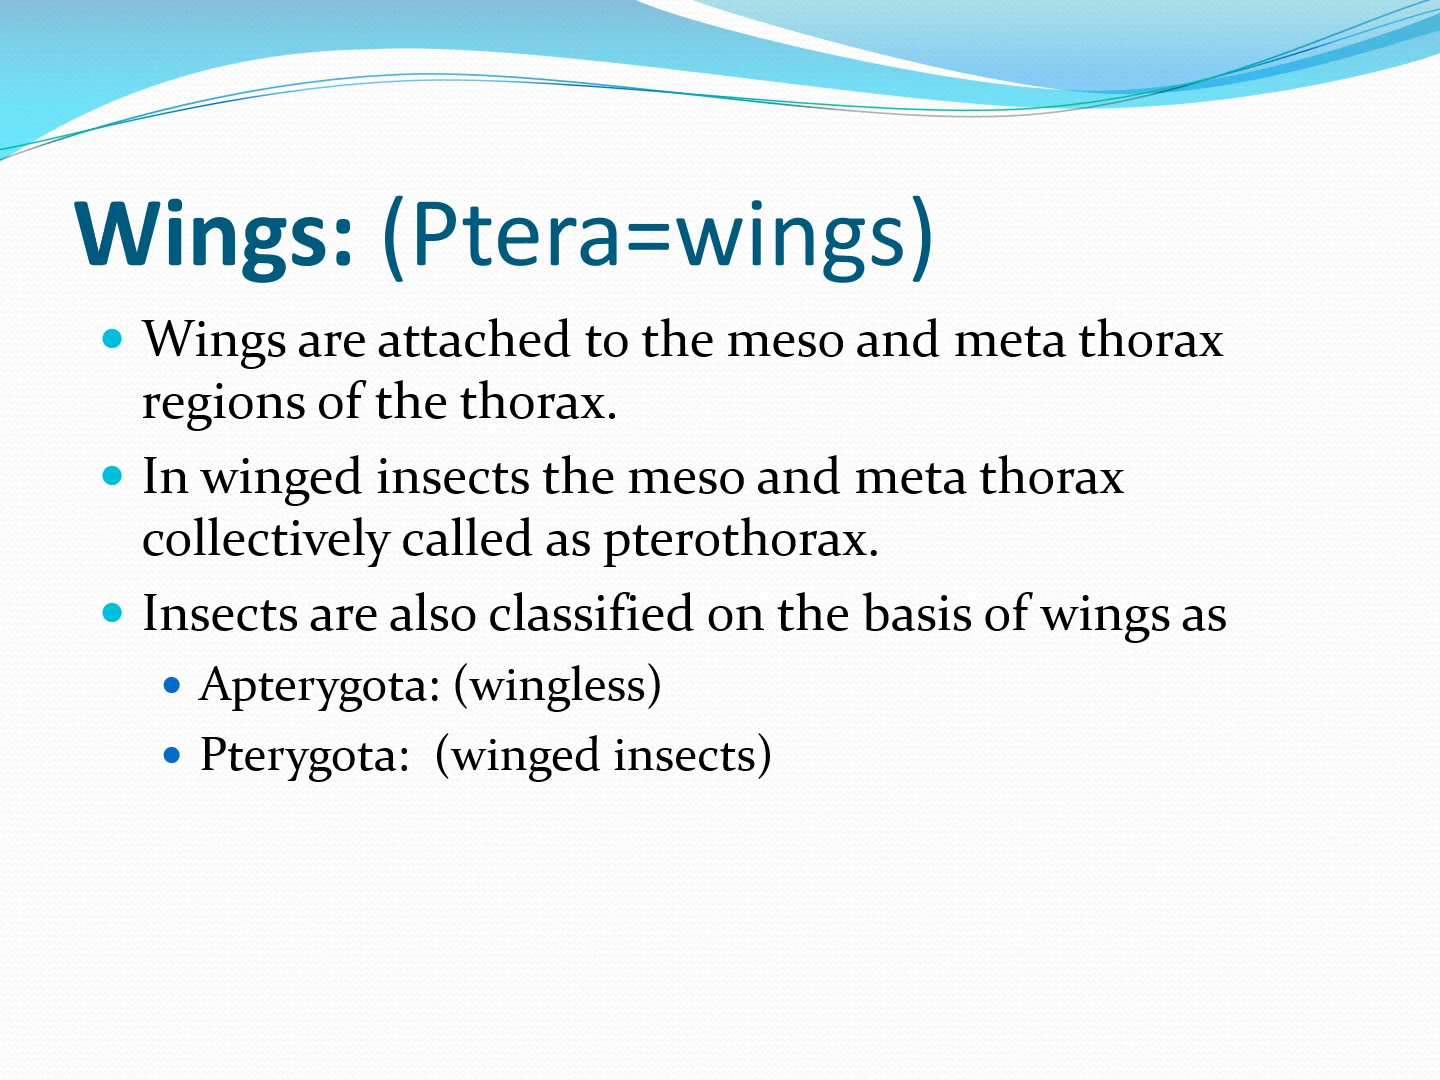 Wings: (Ptera=wings)
• Wings are attached to the meso and meta thorax
regions of the thorax.
• In winged insects the meso and meta thorax
collectively called as pterothorax.
• Insects are also classified on the basis of wings as
• Apterygota: (wingless)
• Pterygota:  (winged insects)